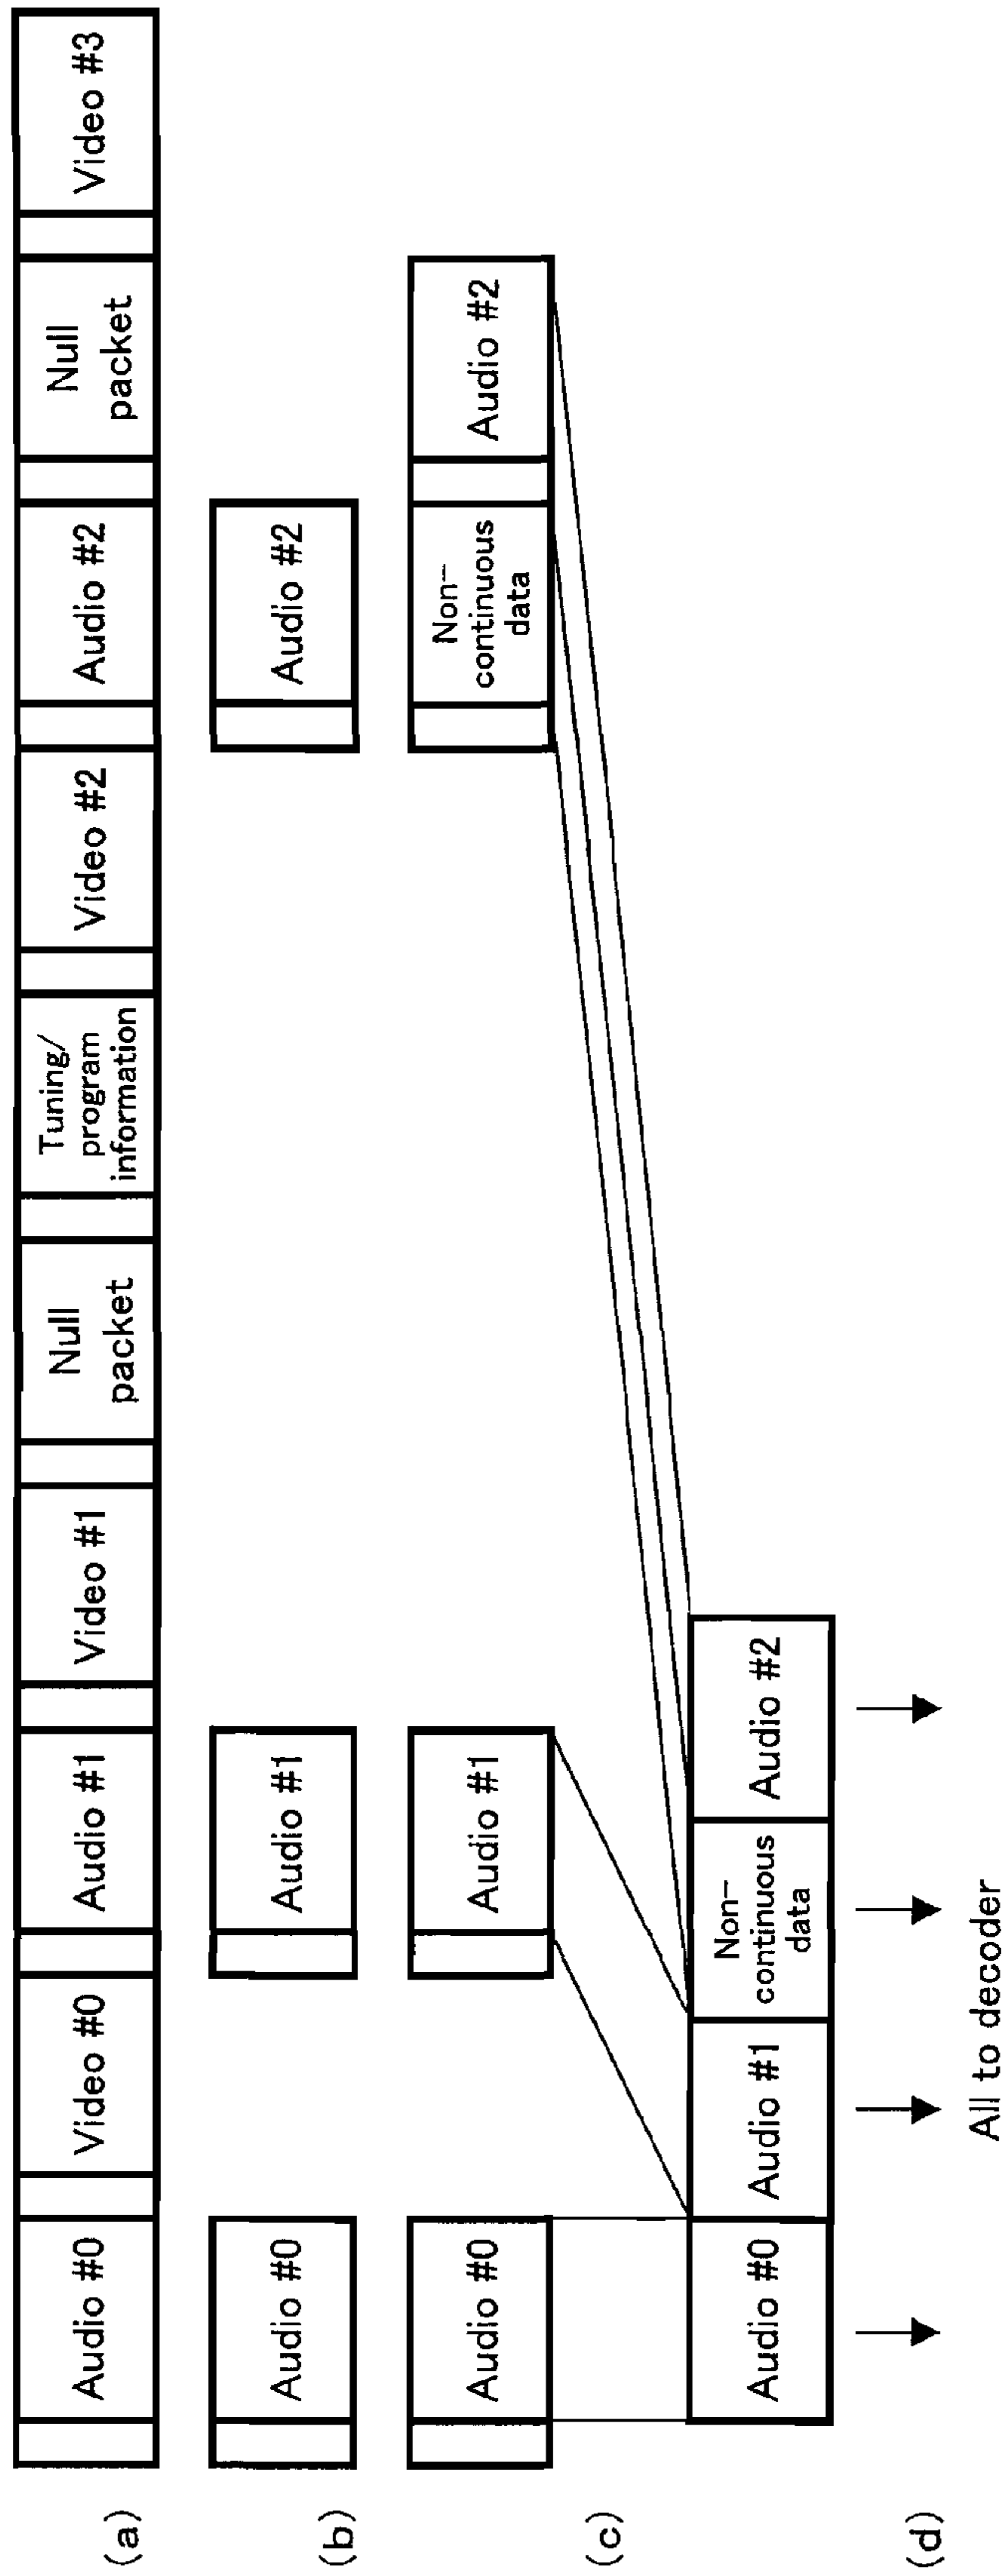 (a)
Audio #0
Video #0
Audio #1
Video #1
Null
packet
Tuning/
program
information
Video #2
Audio #2
Null
packet
Video #3
(b)
Audio #0
Audio #1
Audio #2
(c)
Audio #0
Audio #1
Non-
continuous
data
Audio #2
(d)
Audio #0
Audio #1
Non-
continuous
data
Audio #2
All to decoder